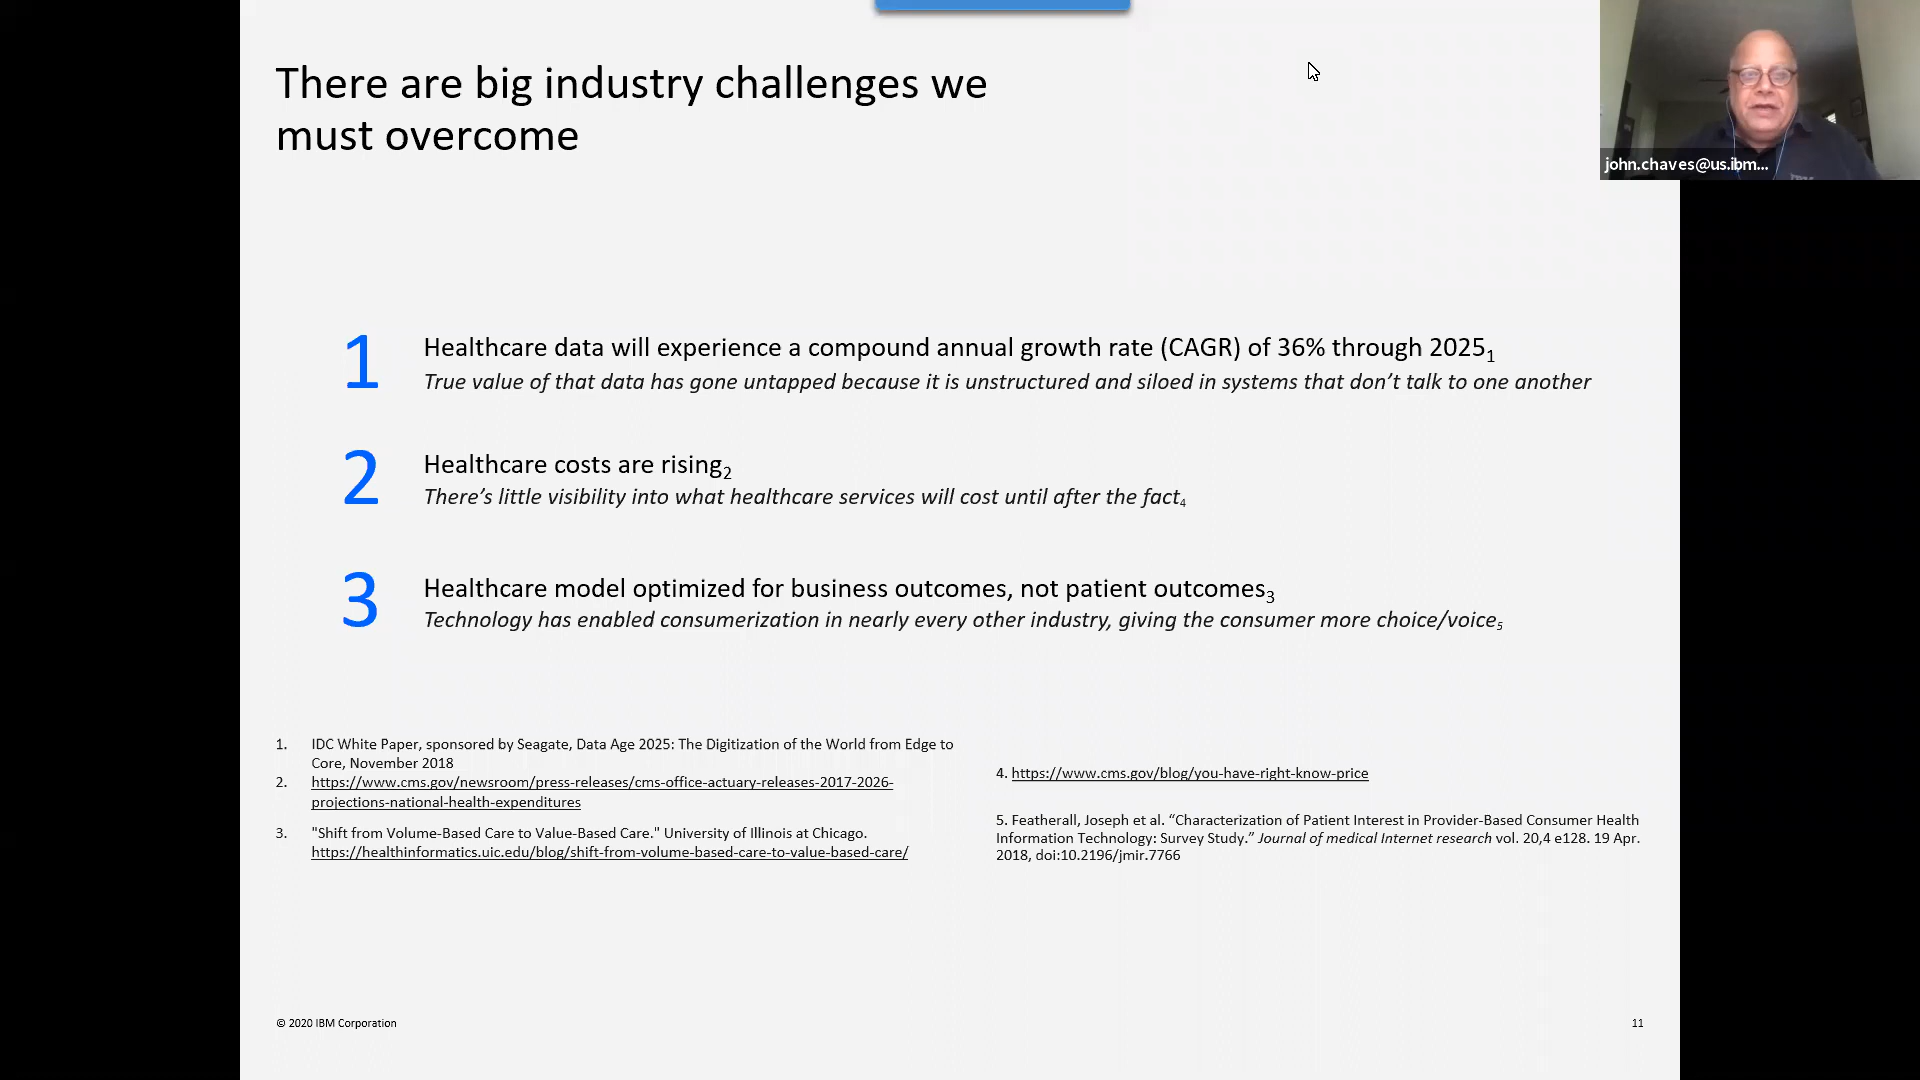 There are big industry challenges we
must overcome
john.chaves@us.ibm...
1
Healthcare data will experience a compound annual growth rate (CAGR) of 36% through 2025₁
True value of that data has gone untapped because it is unstructured and siloed in systems that don’t talk to one another
2
Healthcare costs are rising₂
There’s little visibility into what healthcare services will cost until after the fact₄
3
Healthcare model optimized for business outcomes, not patient outcomes₃
Technology has enabled consumerization in nearly every other industry, giving the consumer more choice/voice₅
1. IDC White Paper, sponsored by Seagate, Data Age 2025: The Digitization of the World from Edge to
Core, November 2018
2. https://www.cms.gov/newsroom/press-releases/cms-office-actuary-releases-2017-2026-
projections-national-health-expenditures
3. "Shift from Volume-Based Care to Value-Based Care." University of Illinois at Chicago.
https://healthinformatics.uic.edu/blog/shift-from-volume-based-care-to-value-based-care/
4. https://www.cms.gov/blog/you-have-right-know-price
5. Featherall, Joseph et al. “Characterization of Patient Interest in Provider-Based Consumer Health
Information Technology: Survey Study.” Journal of medical Internet research vol. 20,4 e128. 19 Apr.
2018, doi:10.2196/jmir.7766
© 2020 IBM Corporation
11